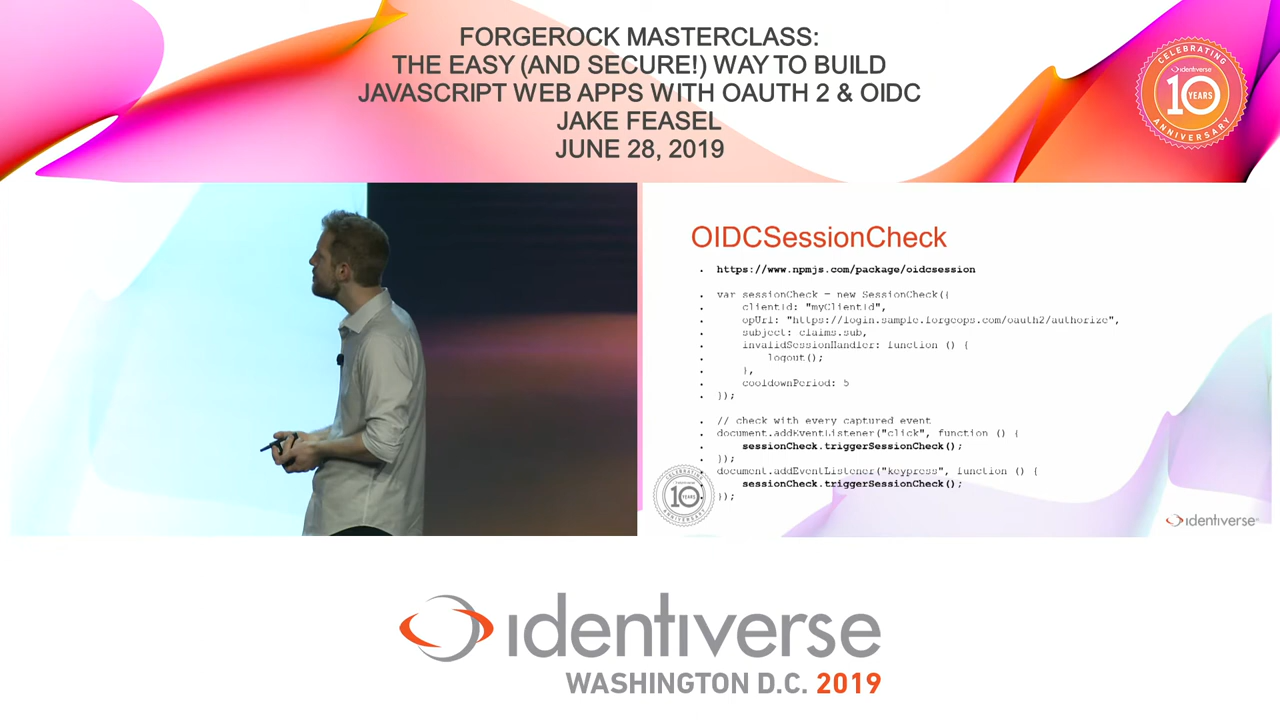 FORGEROCK MASTERCLASS:
THE EASY (AND SECURE!) WAY TO BUILD
JAVASCRIPT WEB APPS WITH OAUTH 2 & OIDC
JAKE FEASEL
JUNE 28, 2019
CELEBRATING
identiverse
10 YEARS
ANNIVERSARY
OIDCSessionCheck
• https://www.npmjs.com/package/oidcsession
• var sessionCheck = new SessionCheck({
• clientId: "myClientId",
• opUrl: "https://login.sample.forgeops.com/oauth2/authorize",
• subject: claims.sub,
• invalidSessionHandler: function () {
• logout();
• },
• cooldownPeriod: 5
• });
• // check with every captured event
• document.addEventListener("click", function () {
• sessionCheck.triggerSessionCheck();
• });
• document.addEventListener("keypress", function () {
• sessionCheck.triggerSessionCheck();
• });
CELEBRATING
10 YEARS
ANNIVERSARY
identiverse
identiverse
WASHINGTON D.C. 2019